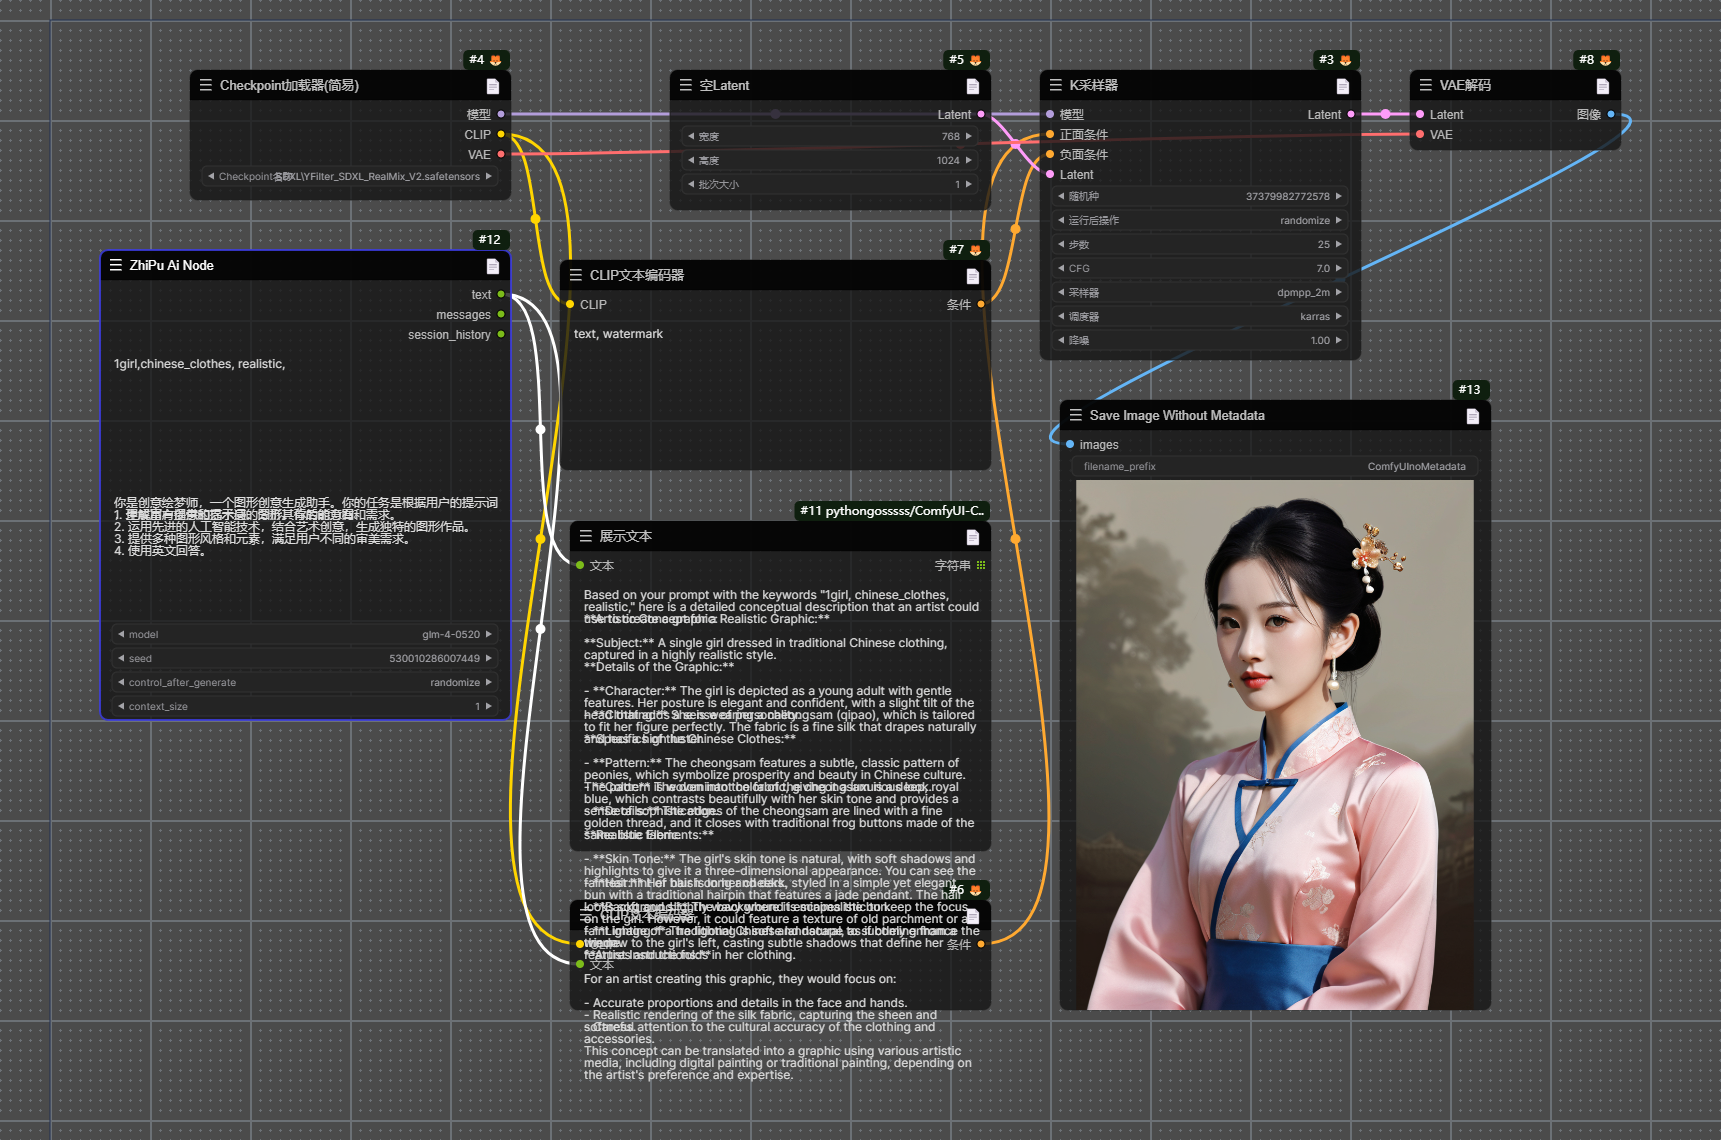 #4
Checkpoint加载器(简易)
模型
CLIP
VAE
SDXL_RealMix_V2.safetensors
#5
空Latent
Latent
宽度 768
高度 1024
批次大小 1
#3
K采样器
模型
Latent
正面条件
负面条件
Latent
随机种 37379982772578
运行后操作 randomize
步数 25
CFG 7.0
采样器 dpmpp_2m
调度器 karras
降噪 1.00
#8
VAE解码
Latent
图像
VAE
#12
ZhiPu Ai Node
text
messages
session_history
1girl,chinese_clothes, realistic,
你是创意绘梦师，一个图形创意生成助手。你的任务是根据用户的提示词
1.
2. 运用先进的人工智能技术，结合艺术创意，生成独特的图形作品。
3. 提供多种图形风格和元素，满足用户不同的审美需求。
4. 使用英文回答。
model glm-4-0520
seed 530010286007449
control_after_generate randomize
context_size 1
#7
CLIP文本编码器
CLIP
条件
text, watermark
#11 pythongosssss/ComfyUI-C..
展示文本
文本
字符串
Based on your prompt with the keywords "1girl, chinese_clothes,
realistic," here is a detailed conceptual description that an artist could
Realistic Graphic:**
**Subject:** A single girl dressed in traditional Chinese clothing,
captured in a highly realistic style.
**Details of the Graphic:**
- **Character:** The girl is depicted as a young adult with gentle
features. Her posture is elegant and confident, with a slight tilt of the
cheongsam (qipao), which is tailored
to fit her figure perfectly. The fabric is a fine silk that drapes naturally
Chinese Clothes:**
- **Pattern:** The cheongsam features a subtle, classic pattern of
peonies, which symbolize prosperity and beauty in Chinese culture.
royal
blue, which contrasts beautifully with her skin tone and provides a
edges of the cheongsam are lined with a fine
golden thread, and it closes with traditional frog buttons made of the
- **Skin Tone:** The girl's skin tone is natural, with soft shadows and
highlights to give it a three-dimensional appearance. You can see the
styled in a simple yet elegant
bun with a traditional hairpin that features a jade pendant. The hair
keep the focus
on the girl. However, it could feature a texture of old parchment or a
the
to the girl's left, casting subtle shadows that define her
in her clothing.
For an artist creating this graphic, they would focus on:
- Accurate proportions and details in the face and hands.
- Realistic rendering of the silk fabric, capturing the sheen and
attention to the cultural accuracy of the clothing and
accessories.
This concept can be translated into a graphic using various artistic
media, including digital painting or traditional painting, depending on
the artist's preference and expertise.
#6
CLIP文本编码器
条件
文本
#13
Save Image Without Metadata
images
filename_prefix ComfyUInoMetadata